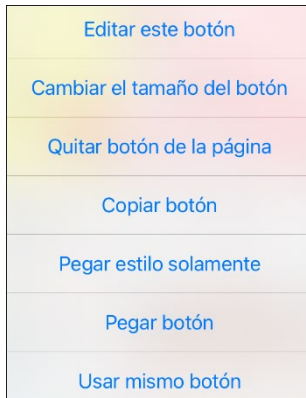 Editar este botón
Cambiar el tamaño del botón
Quitar botón de la página
Copiar botón
Pegar estilo solamente
Pegar botón
Usar mismo botón